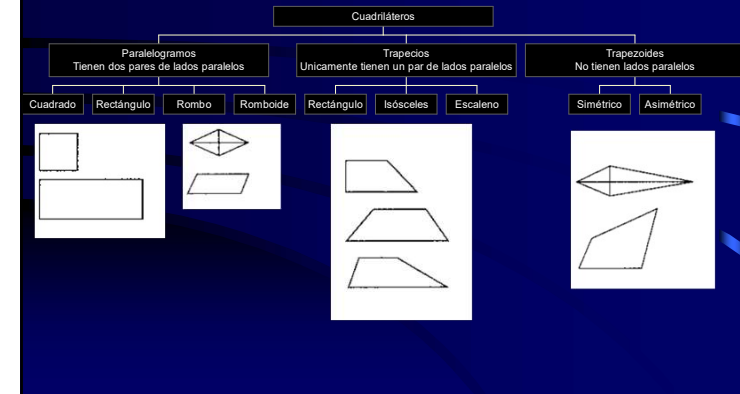 Cuadriláteros
Paralelogramos
Tienen dos pares de lados paralelos
Trapecios
Unicamente tienen un par de lados paralelos
Trapezoides
No tienen lados paralelos
Cuadrado
Rectángulo
Rombo
Romboide
Rectángulo
Isósceles
Escaleno
Simétrico
Asimétrico